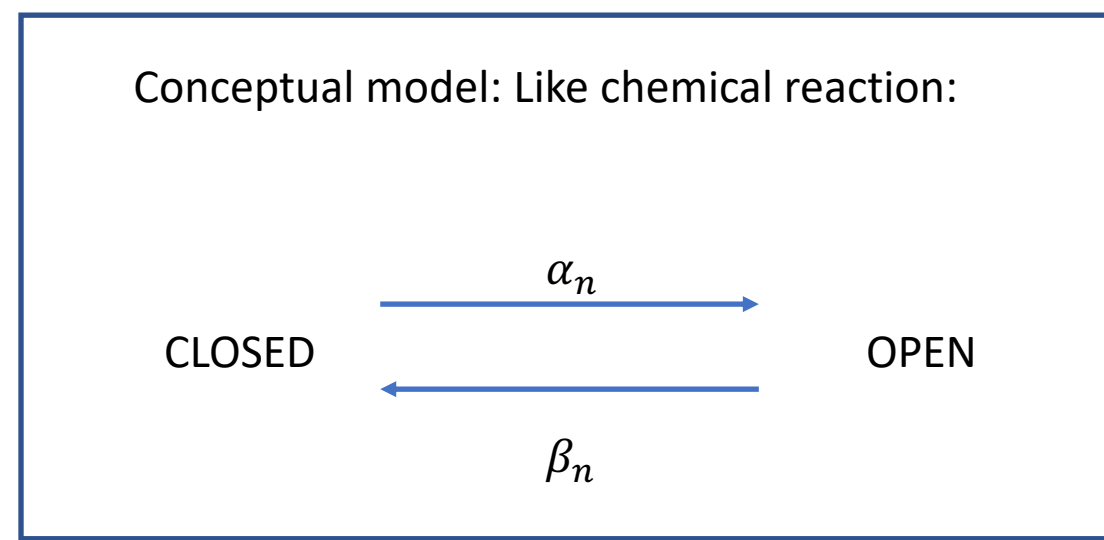 Conceptual model: Like chemical reaction:
αₙ
CLOSED OPEN
βₙ